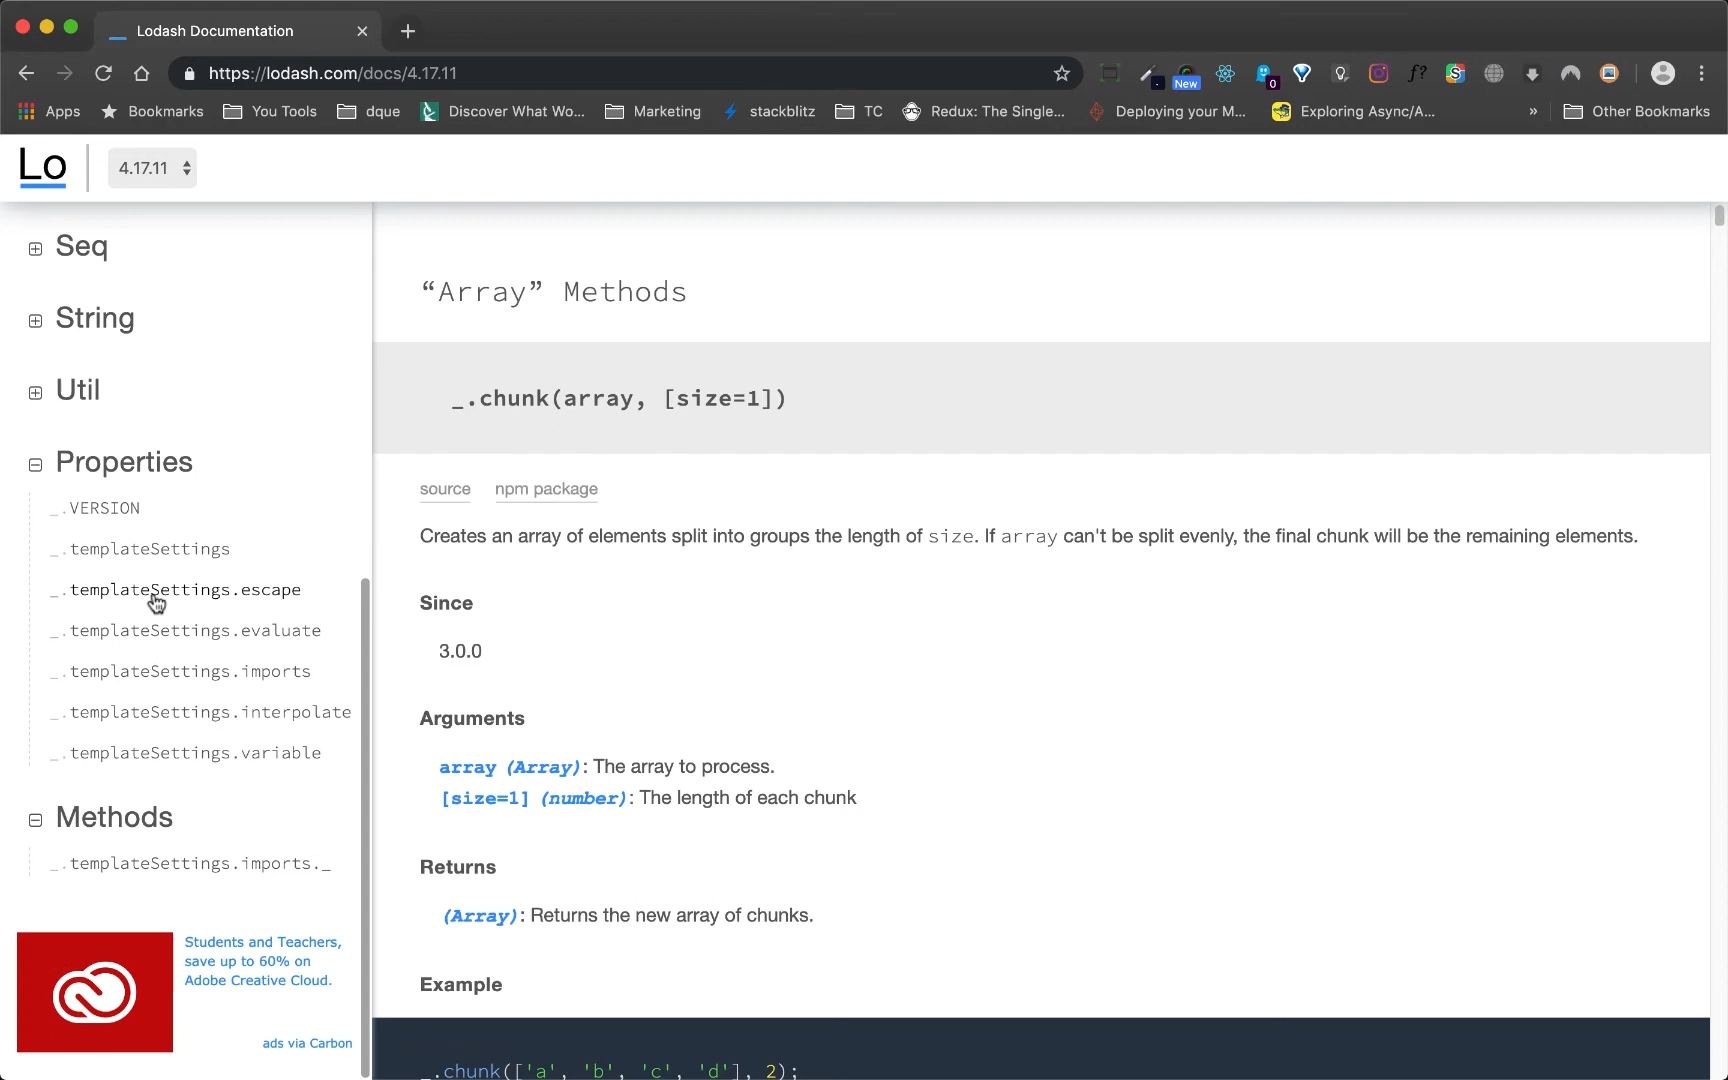 Lodash Documentation
https://lodash.com/docs/4.17.11
New
0
f?
S
Apps
Bookmarks
You Tools
dque
Discover What Wo...
Marketing
stackblitz
TC
Redux: The Single...
Deploying your M...
Exploring Async/A...
»
Other Bookmarks
Lo
4.17.11
Seq
String
Util
Properties
_.VERSION
_.templateSettings
_.templateSettings.escape
_.templateSettings.evaluate
_.templateSettings.imports
_.templateSettings.interpolate
_.templateSettings.variable
Methods
_.templateSettings.imports._
Students and Teachers,
save up to 60% on
Adobe Creative Cloud.
ads via Carbon
“Array” Methods
_.chunk(array, [size=1])
source npm package
Creates an array of elements split into groups the length of size. If array can't be split evenly, the final chunk will be the remaining elements.
Since
3.0.0
Arguments
array (Array): The array to process.
[size=1] (number): The length of each chunk
Returns
(Array): Returns the new array of chunks.
Example
_.chunk(['a', 'b', 'c', 'd'], 2);